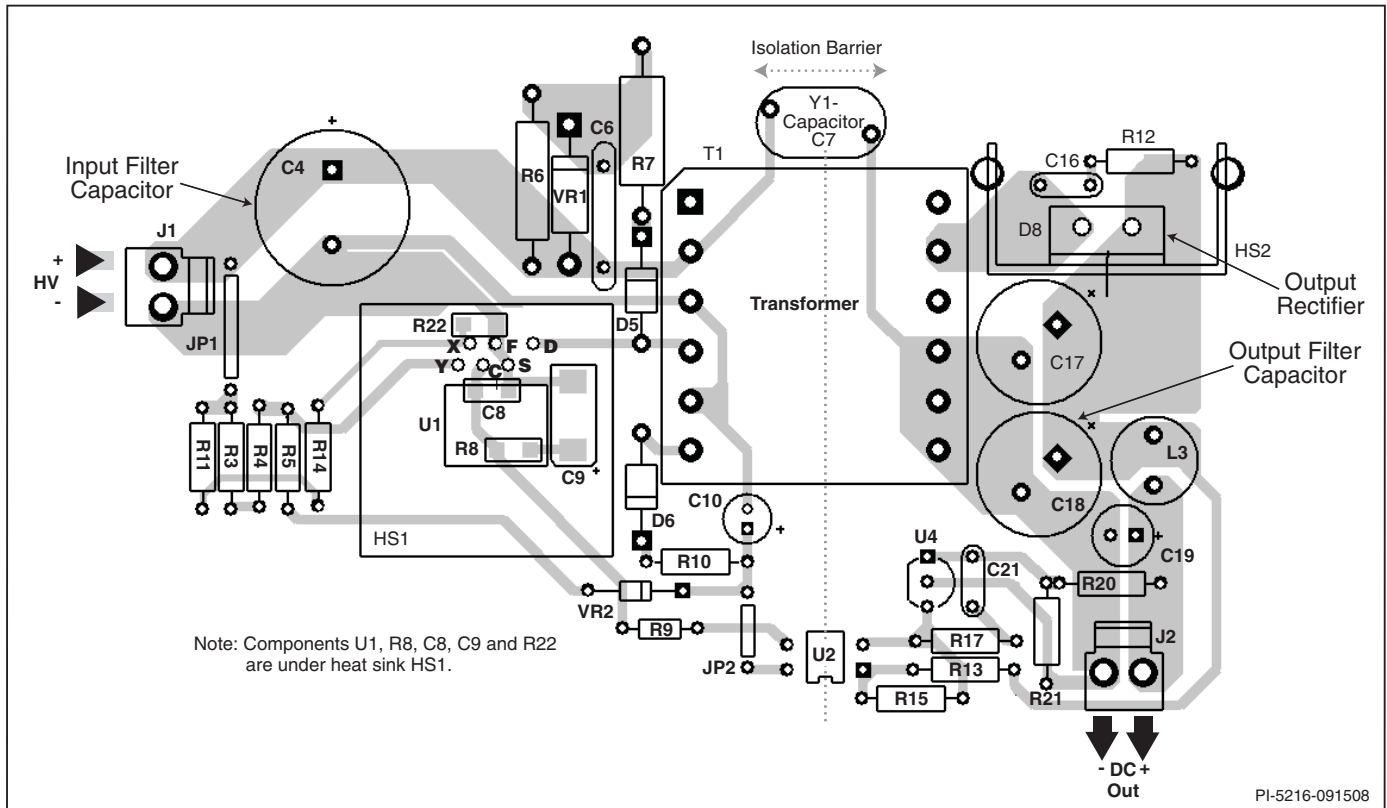 Isolation Barrier
Y1-
Capacitor
C7
+
C4
Input Filter
Capacitor
C6
R7
R6
VR1
T1
R12
C16
D8
HS2
Output
Rectifier
J1
+
HV
-
JP1
Transformer
D5
R22
X
F
D
Y
C
S
C8
U1
R8
C9
+
C17
Output Filter
Capacitor
C18
L3
R11
R3
R4
R5
R14
HS1
D6
C10
+
R10
U4
C21
C19
+
R20
VR2
R9
JP2
U2
R17
R13
R15
R21
J2
Note: Components U1, R8, C8, C9 and R22
are under heat sink HS1.
- DC +
Out
PI-5216-091508